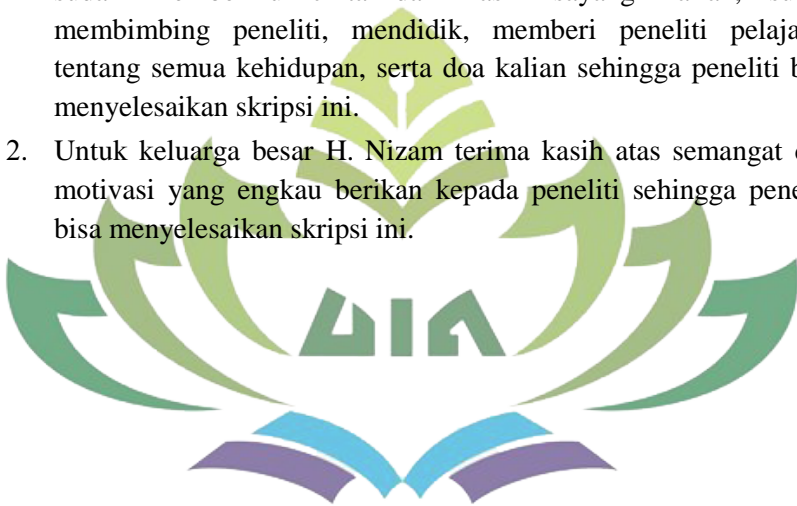 membimbing peneliti, mendidik, memberi peneliti pelaja
tentang semua kehidupan, serta doa kalian sehingga peneliti b
menyelesaikan skripsi ini.
2. Untuk keluarga besar H. Nizam terima kasih atas semangat
motivasi yang engkau berikan kepada peneliti sehingga pene
bisa menyelesaikan skripsi ini.
UIN